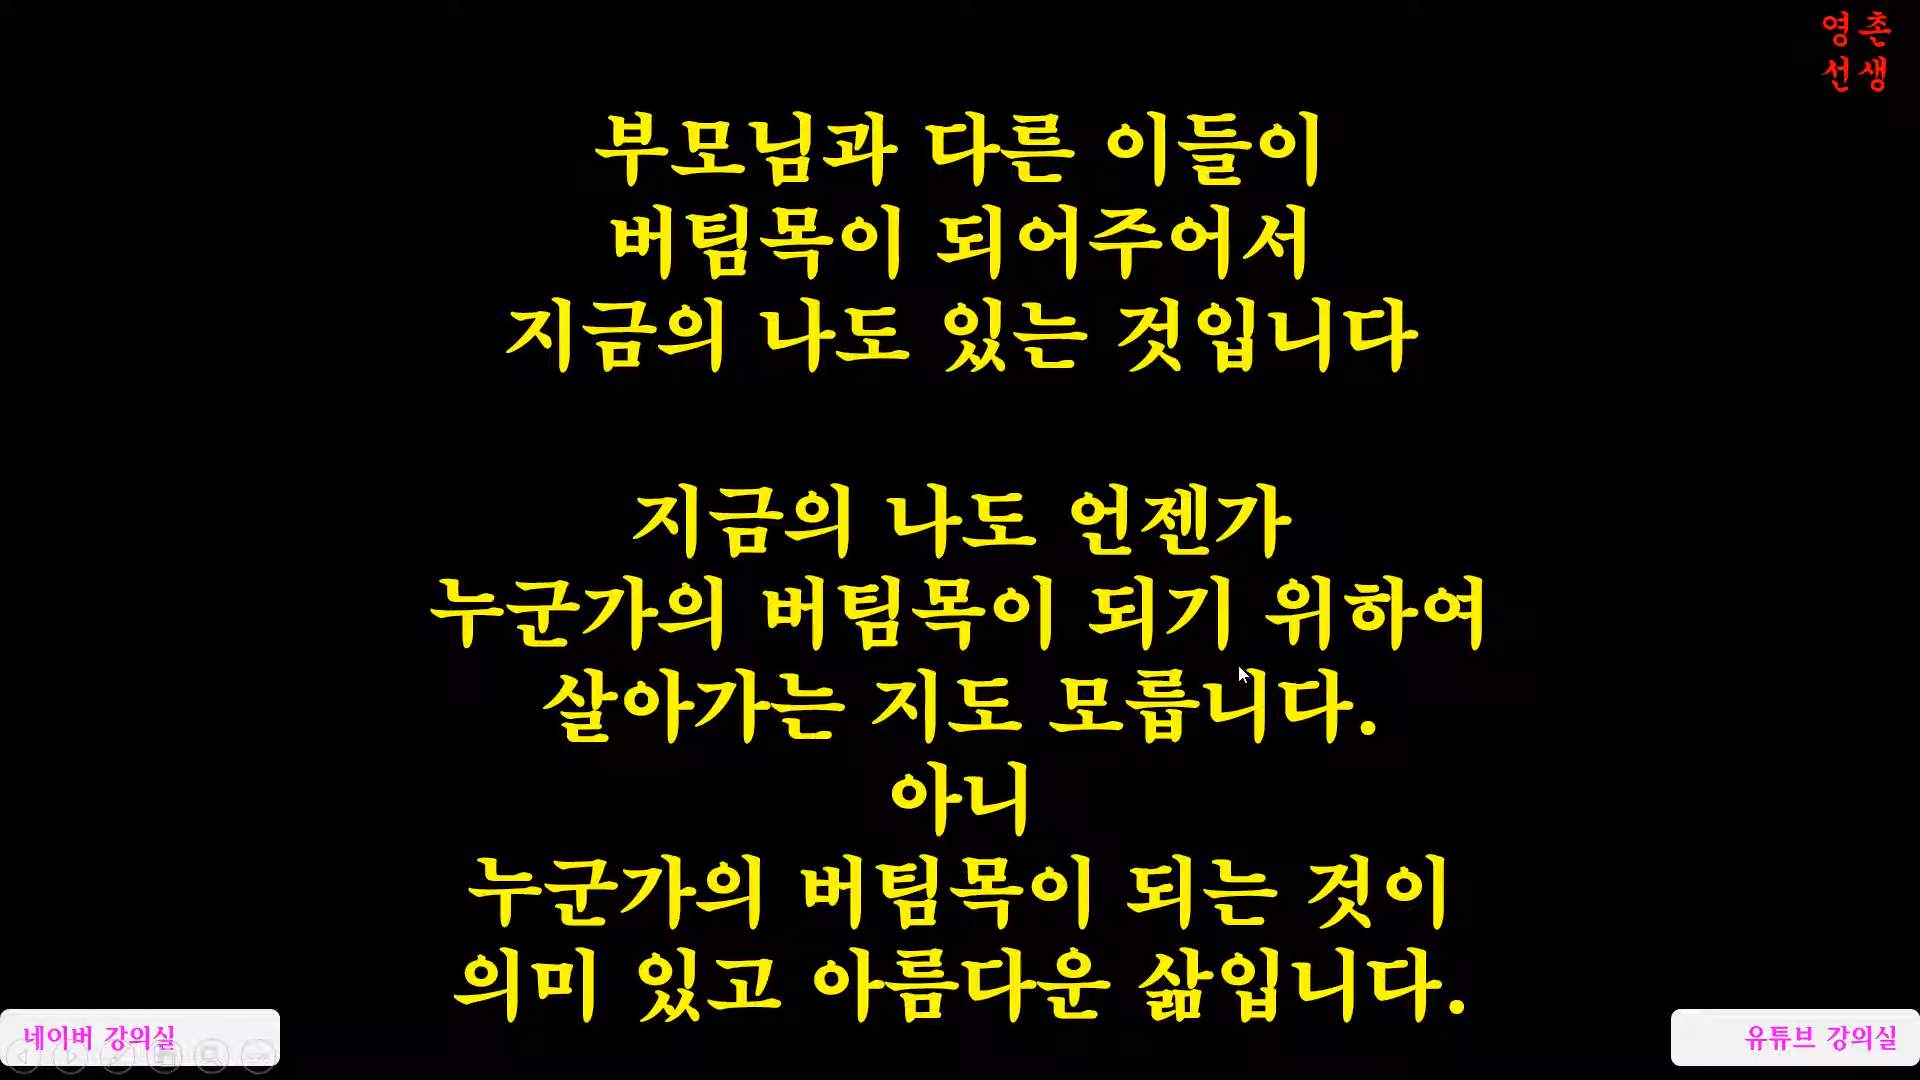 영촌
선생
부모님과 다른 이들이
버팀목이 되어주어서
지금의 나도 있는 것입니다
지금의 나도 언젠가
누군가의 버팀목이 되기 위하여
살아가는 지도 모릅니다.
아니
누군가의 버팀목이 되는 것이
의미 있고 아름다운 삶입니다.
네이버 강의실
유튜브 강의실